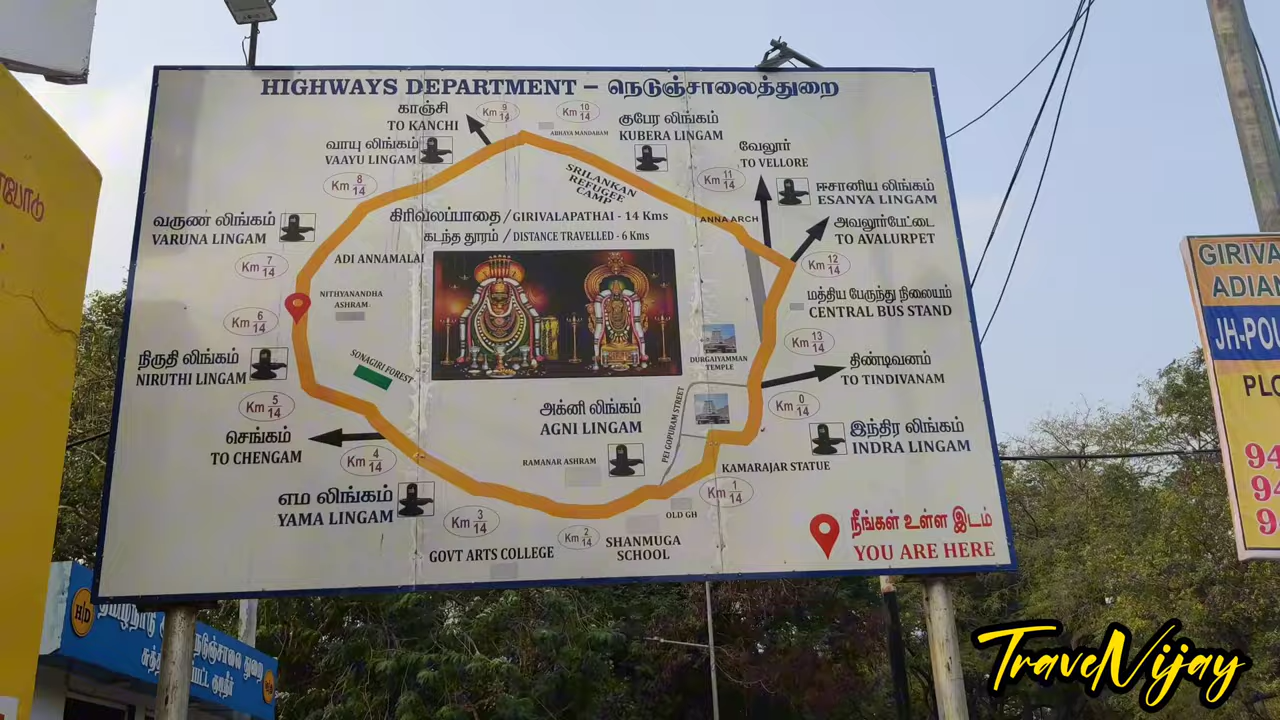 HIGHWAYS DEPARTMENT – நெடுஞ்சாலைத்துறை
காஞ்சி
TO KANCHI
Km 9/14
Km 10/14
ABHAYA MANDABAM
குபேர லிங்கம்
KUBERA LINGAM
வாயு லிங்கம்
VAAYU LINGAM
வேலூர்
TO VELLORE
Km 8/14
SRILANKAN
REFUGEE
CAMP
Km 11/14
ஈசானிய லிங்கம்
ESANYA LINGAM
வருண லிங்கம்
VARUNA LINGAM
கிரிவலப்பாதை / GIRIVALAPATHAI - 14 Kms
கடந்த தூரம் / DISTANCE TRAVELLED - 6 Kms
ANNA ARCH
அவலூர்பேட்டை
TO AVALURPET
Km 7/14
ADI ANNAMALAI
Km 12/14
NITHYANANDHA
ASHRAM
மத்திய பேருந்து நிலையம்
CENTRAL BUS STAND
Km 6/14
Km 13/14
நிருதி லிங்கம்
NIRUTHI LINGAM
SONAGIRI FOREST
DURGAIYAMMAN
TEMPLE
திண்டிவனம்
TO TINDIVANAM
Km 5/14
அக்னி லிங்கம்
AGNI LINGAM
PEI GOPURAM STREET
Km 0/14
செங்கம்
TO CHENGAM
Km 4/14
RAMANAR ASHRAM
இந்திர லிங்கம்
INDRA LINGAM
KAMARAJAR STATUE
எம லிங்கம்
YAMA LINGAM
Km 3/14
Km 2/14
Km 1/14
OLD GH
GOVT ARTS COLLEGE
SHANMUGA
SCHOOL
நீங்கள் உள்ள இடம்
YOU ARE HERE
GIRIVA
ADIAN
JH-POU
PLO
94
94
9
H/D
நெடுஞ்சாலை துறை
TraveNijay